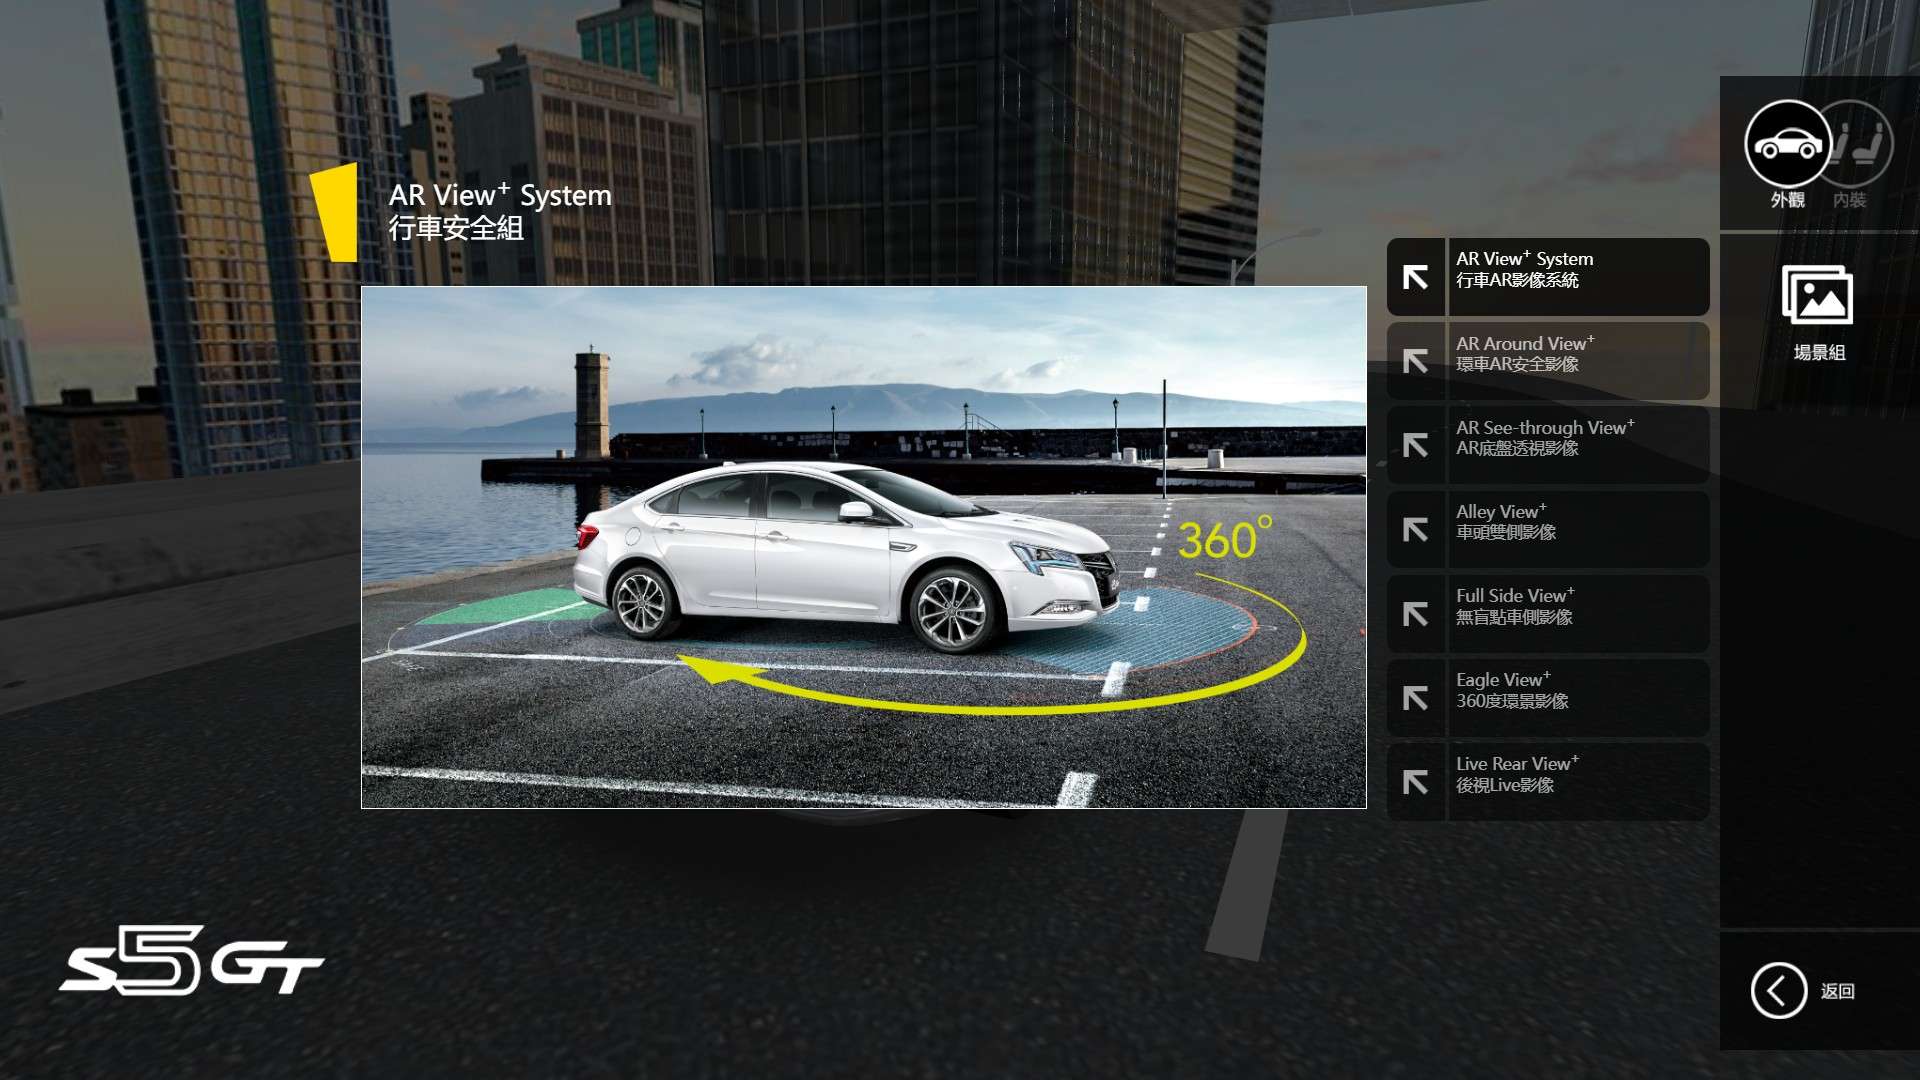 AR View⁺ System
行車安全組
外觀
內裝
場景組
AR View⁺ System
行車AR影像系統
AR Around View⁺
環車AR安全影像
AR See-through View⁺
AR底盤透視影像
Alley View⁺
車頭雙側影像
Full Side View⁺
無盲點車側影像
Eagle View⁺
360度環景影像
Live Rear View⁺
後視Live影像
360°
S5 GT
返回